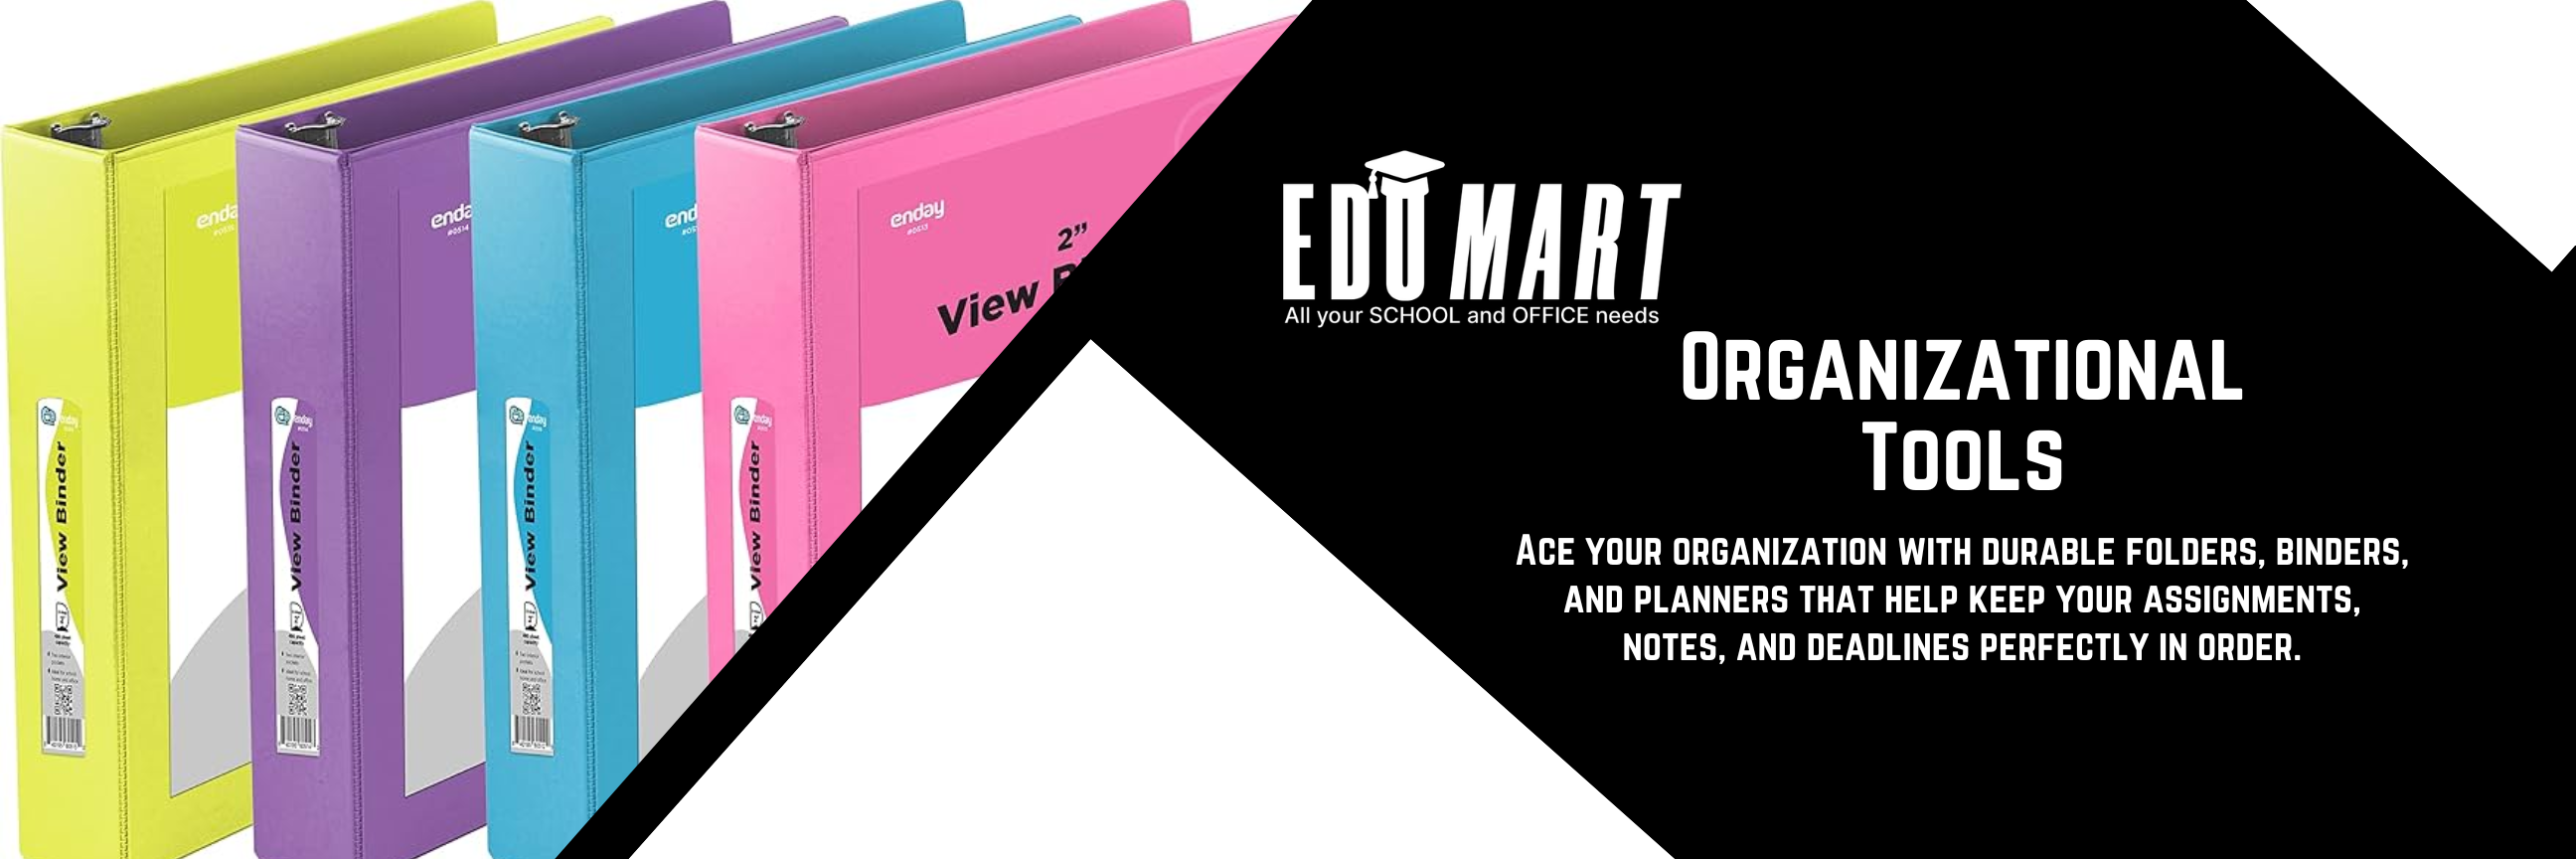 enday
#0514
enday
#0513
2”
View
View Binder
View Binder
View Binder
View Binder
EDUMART
All your SCHOOL and OFFICE needs
Organizational
Tools
Ace your organization with durable folders, binders,
and planners that help keep your assignments,
notes, and deadlines perfectly in order.